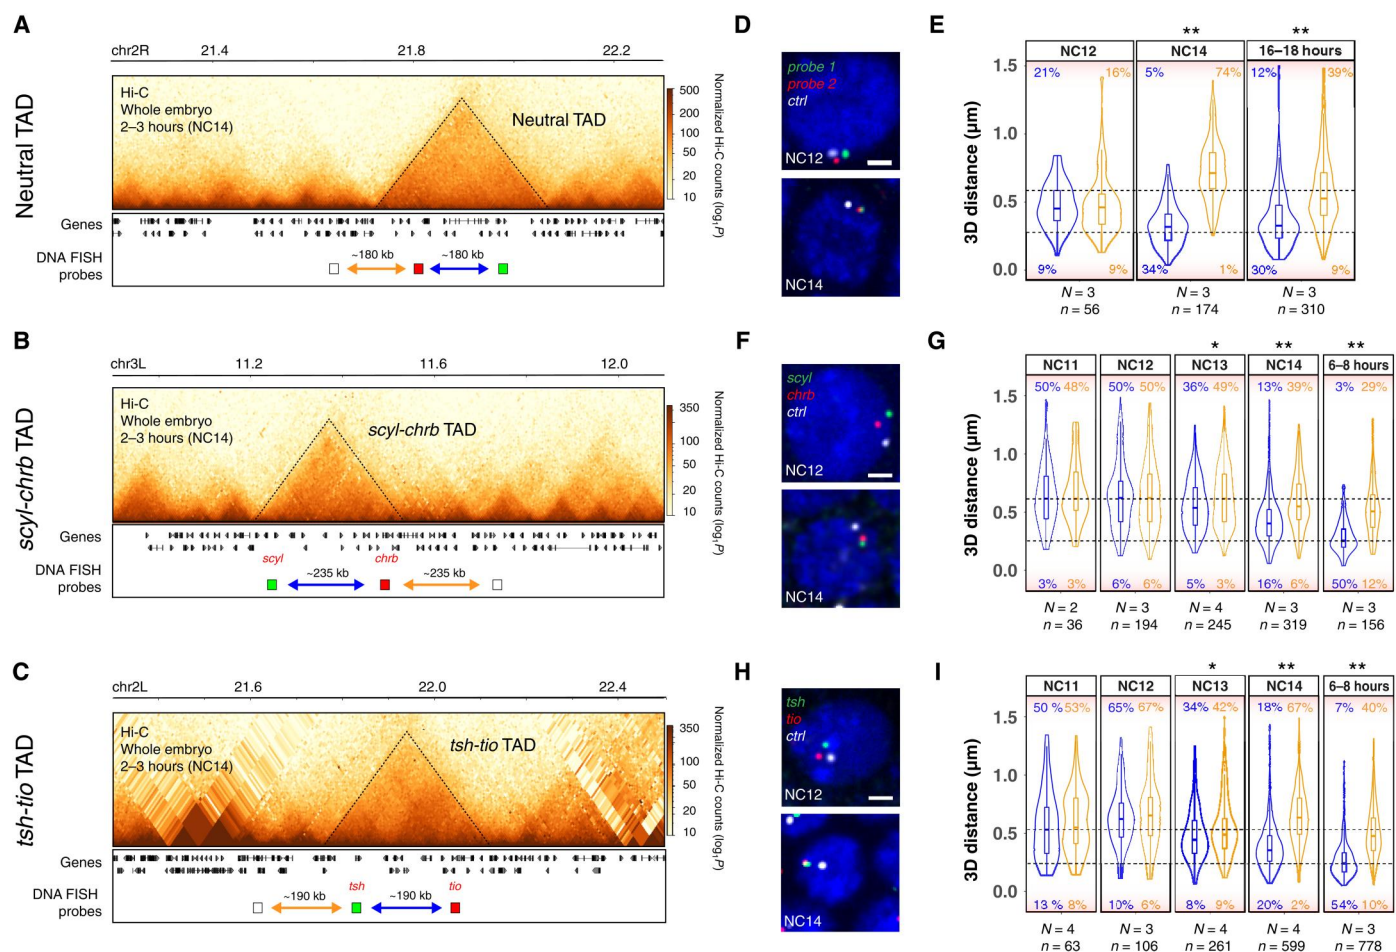 A
Neutral TAD
chr2R
21.4
21.8
22.2
Hi-C
Whole embryo
2–3 hours (NC14)
Neutral TAD
Normalized Hi-C counts (log₁P)
500
200
100
50
20
10
Genes
DNA FISH
probes
~180 kb
~180 kb
B
scyl-chrb TAD
chr3L
11.2
11.6
12.0
Hi-C
Whole embryo
2–3 hours (NC14)
scyl-chrb TAD
Normalized Hi-C counts (log₁P)
350
100
50
20
10
Genes
scyl
chrb
DNA FISH
probes
~235 kb
~235 kb
C
tsh-tio TAD
chr2L
21.6
22.0
22.4
Hi-C
Whole embryo
2–3 hours (NC14)
tsh-tio TAD
Normalized Hi-C counts (log₁P)
350
100
50
20
10
Genes
tsh
tio
DNA FISH
probes
~190 kb
~190 kb
D
probe 1
probe 2
ctrl
NC12
NC14
E
** **
NC12 NC14 16–18 hours
21% 16% 5% 74% 12% 39%
3D distance (µm)
1.5
1.0
0.5
0.0
9% 9% 34% 1% 30% 9%
N = 3 N = 3 N = 3
n = 56 n = 174 n = 310
F
scyl
chrb
ctrl
NC12
NC14
G
* ** **
NC11 NC12 NC13 NC14 6–8 hours
50% 48% 50% 50% 36% 49% 13% 39% 3% 29%
3D distance (µm)
1.5
1.0
0.5
0.0
3% 3% 6% 6% 5% 3% 16% 6% 50% 12%
N = 2 N = 3 N = 4 N = 3 N = 3
n = 36 n = 194 n = 245 n = 319 n = 156
H
tsh
tio
ctrl
NC12
NC14
I
* ** **
NC11 NC12 NC13 NC14 6–8 hours
50 % 53% 65% 67% 34% 42% 18% 67% 7% 40%
3D distance (µm)
1.5
1.0
0.5
0.0
13 % 8% 10% 6% 8% 9% 20% 2% 54% 10%
N = 4 N = 3 N = 4 N = 4 N = 3
n = 63 n = 106 n = 261 n = 599 n = 778